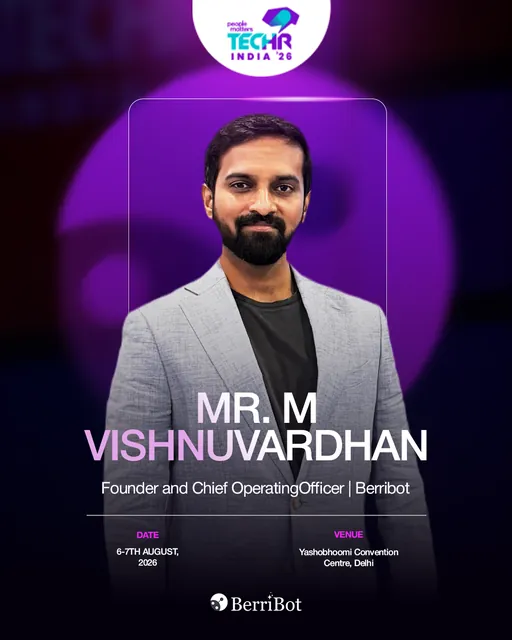 people
matters
TECHR
INDIA '26
MR. M
VISHNUVARDHAN
Founder and Chief OperatingOfficer | Berribot
DATE
VENUE
6-7TH AUGUST,
2026
Yashobhoomi Convention
Centre, Delhi
BerriBot